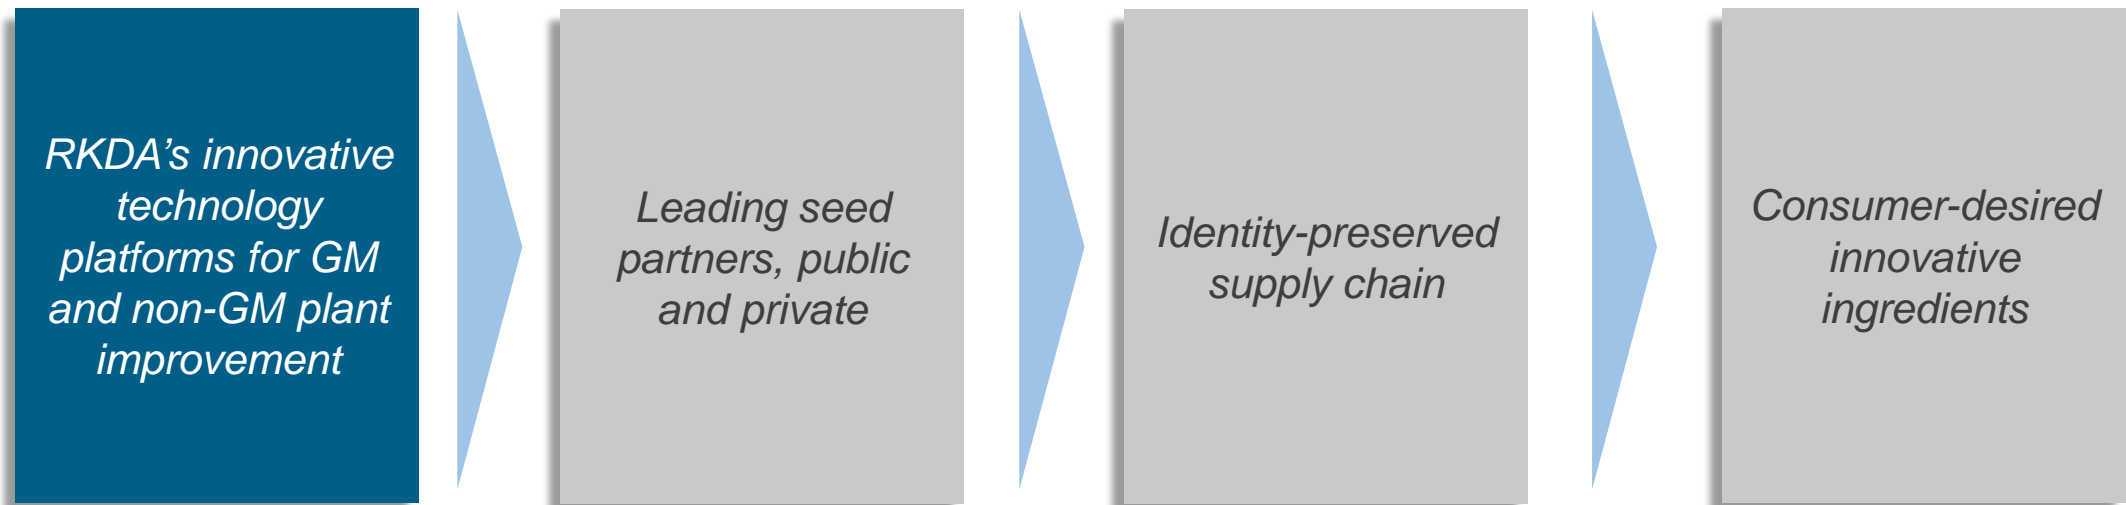 RKDA’s innovative
technology
platforms for GM
and non-GM plant
improvement
Leading seed
partners, public
and private
Identity-preserved
supply chain
Consumer-desired
innovative
ingredients